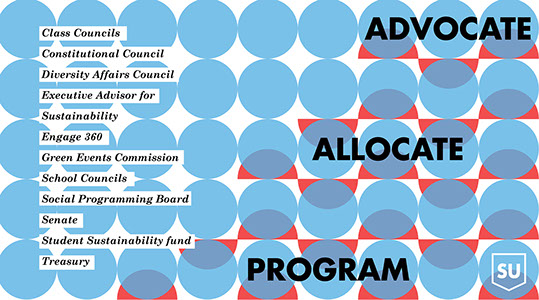 Class Councils
Constitutional Council
Diversity Affairs Council
Executive Advisor for
Sustainability
Engage 360
Green Events Commission
School Councils
Social Programming Board
Senate
Student Sustainability fund
Treasury
ADVOCATE
ALLOCATE
PROGRAM
SU